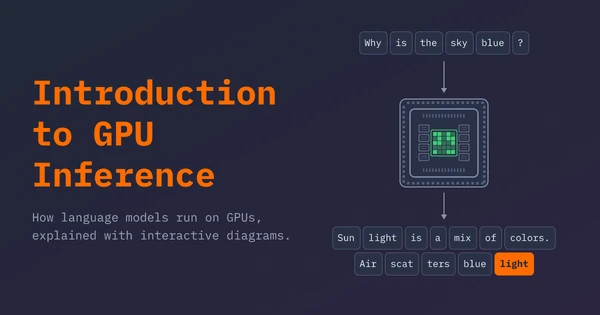 Introduction
to GPU
Inference
How language models run on GPUs,
explained with interactive diagrams.
Why is the sky blue ?
Sun light is a mix of colors.
Air scat ters blue light